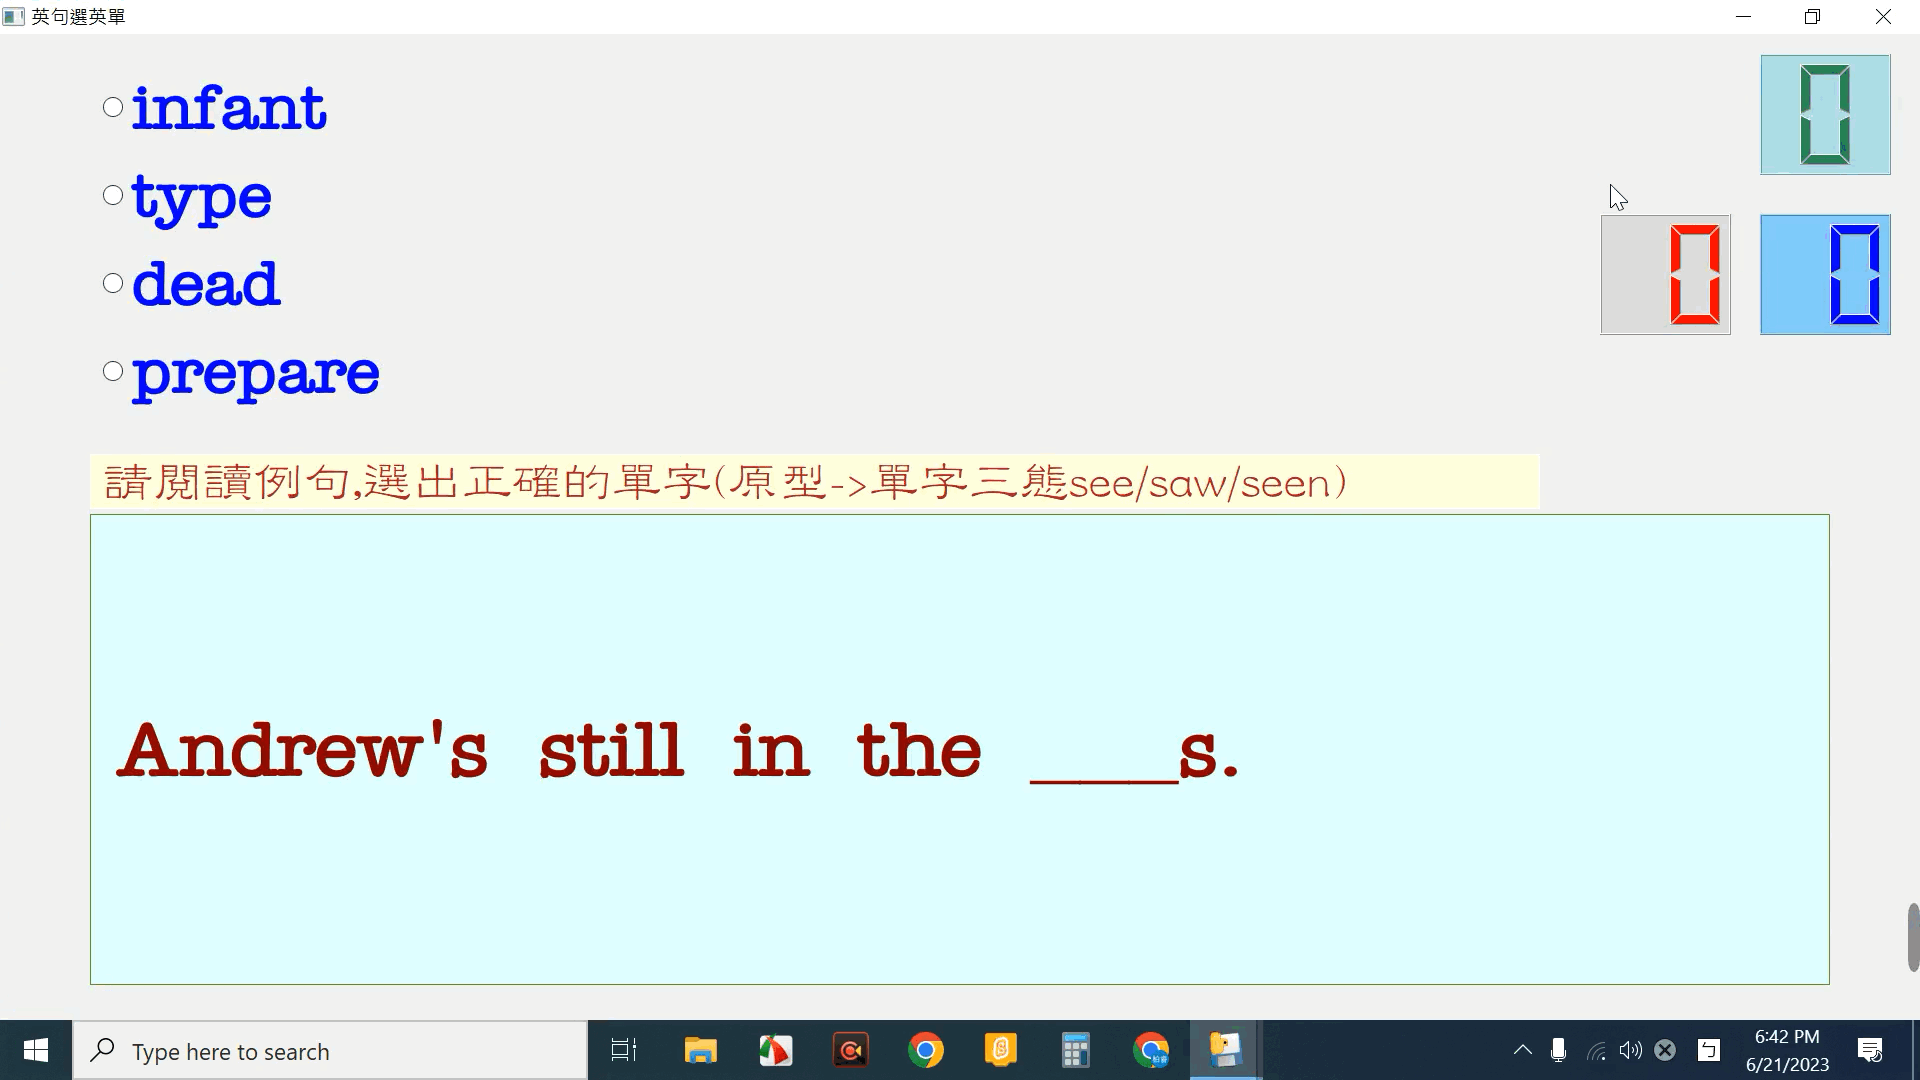 英句選英單
infant
type
dead
prepare
0
0
0
請閱讀例句,選出正確的單字(原型->單字三態see/saw/seen)
Andrew's still in the ___s.
Type here to search
6:42 PM
6/21/2023